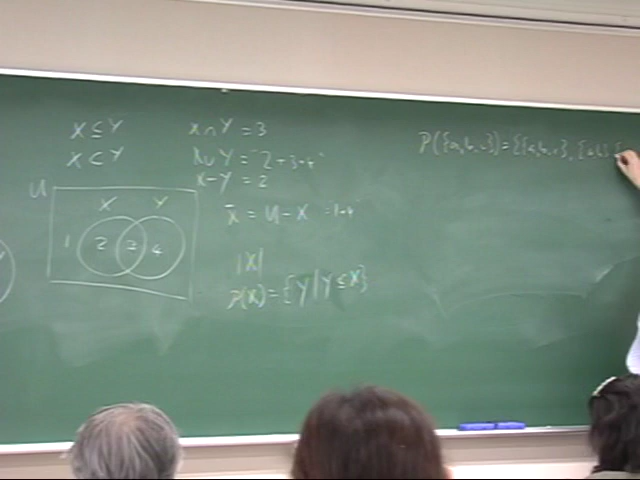 X ⊆ Y
X ⊂ Y
U
X Y
1 2 3 4
X ∩ Y = 3
X ∪ Y = "2+3+4"
X - Y = 2
X̄ = U - X = 1+4
|X|
P(X) = {Y | Y ⊆ X}
P({a,b,c}) = {{a,b,c}, {a,b}, {